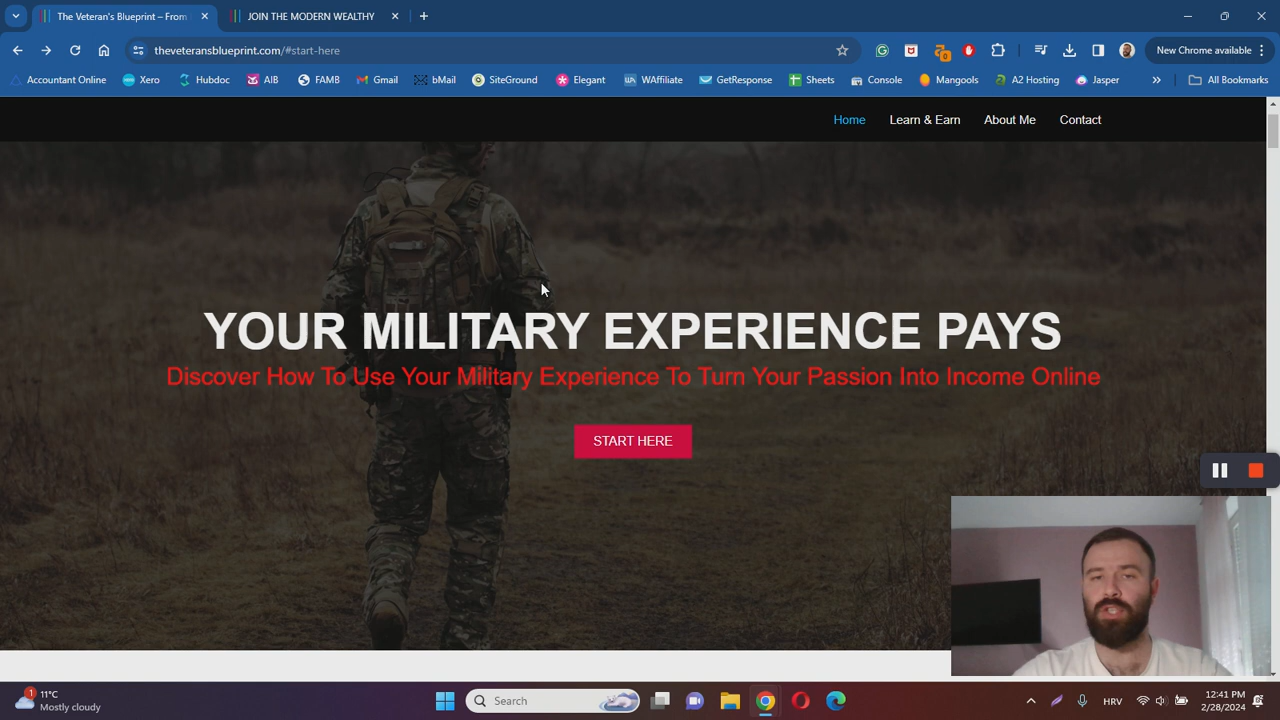 The Veteran's Blueprint – From
JOIN THE MODERN WEALTHY
theveteransblueprint.com/#start-here
0
New Chrome available
Accountant Online
Xero
Hubdoc
AIB
FAMB
Gmail
bMail
SiteGround
Elegant
WAffiliate
GetResponse
Sheets
Console
Mangools
A2 Hosting
Jasper
All Bookmarks
Home
Learn & Earn
About Me
Contact
YOUR MILITARY EXPERIENCE PAYS
Discover How To Use Your Military Experience To Turn Your Passion Into Income Online
START HERE
1
11°C
Mostly cloudy
Search
HRV
12:41 PM
2/28/2024